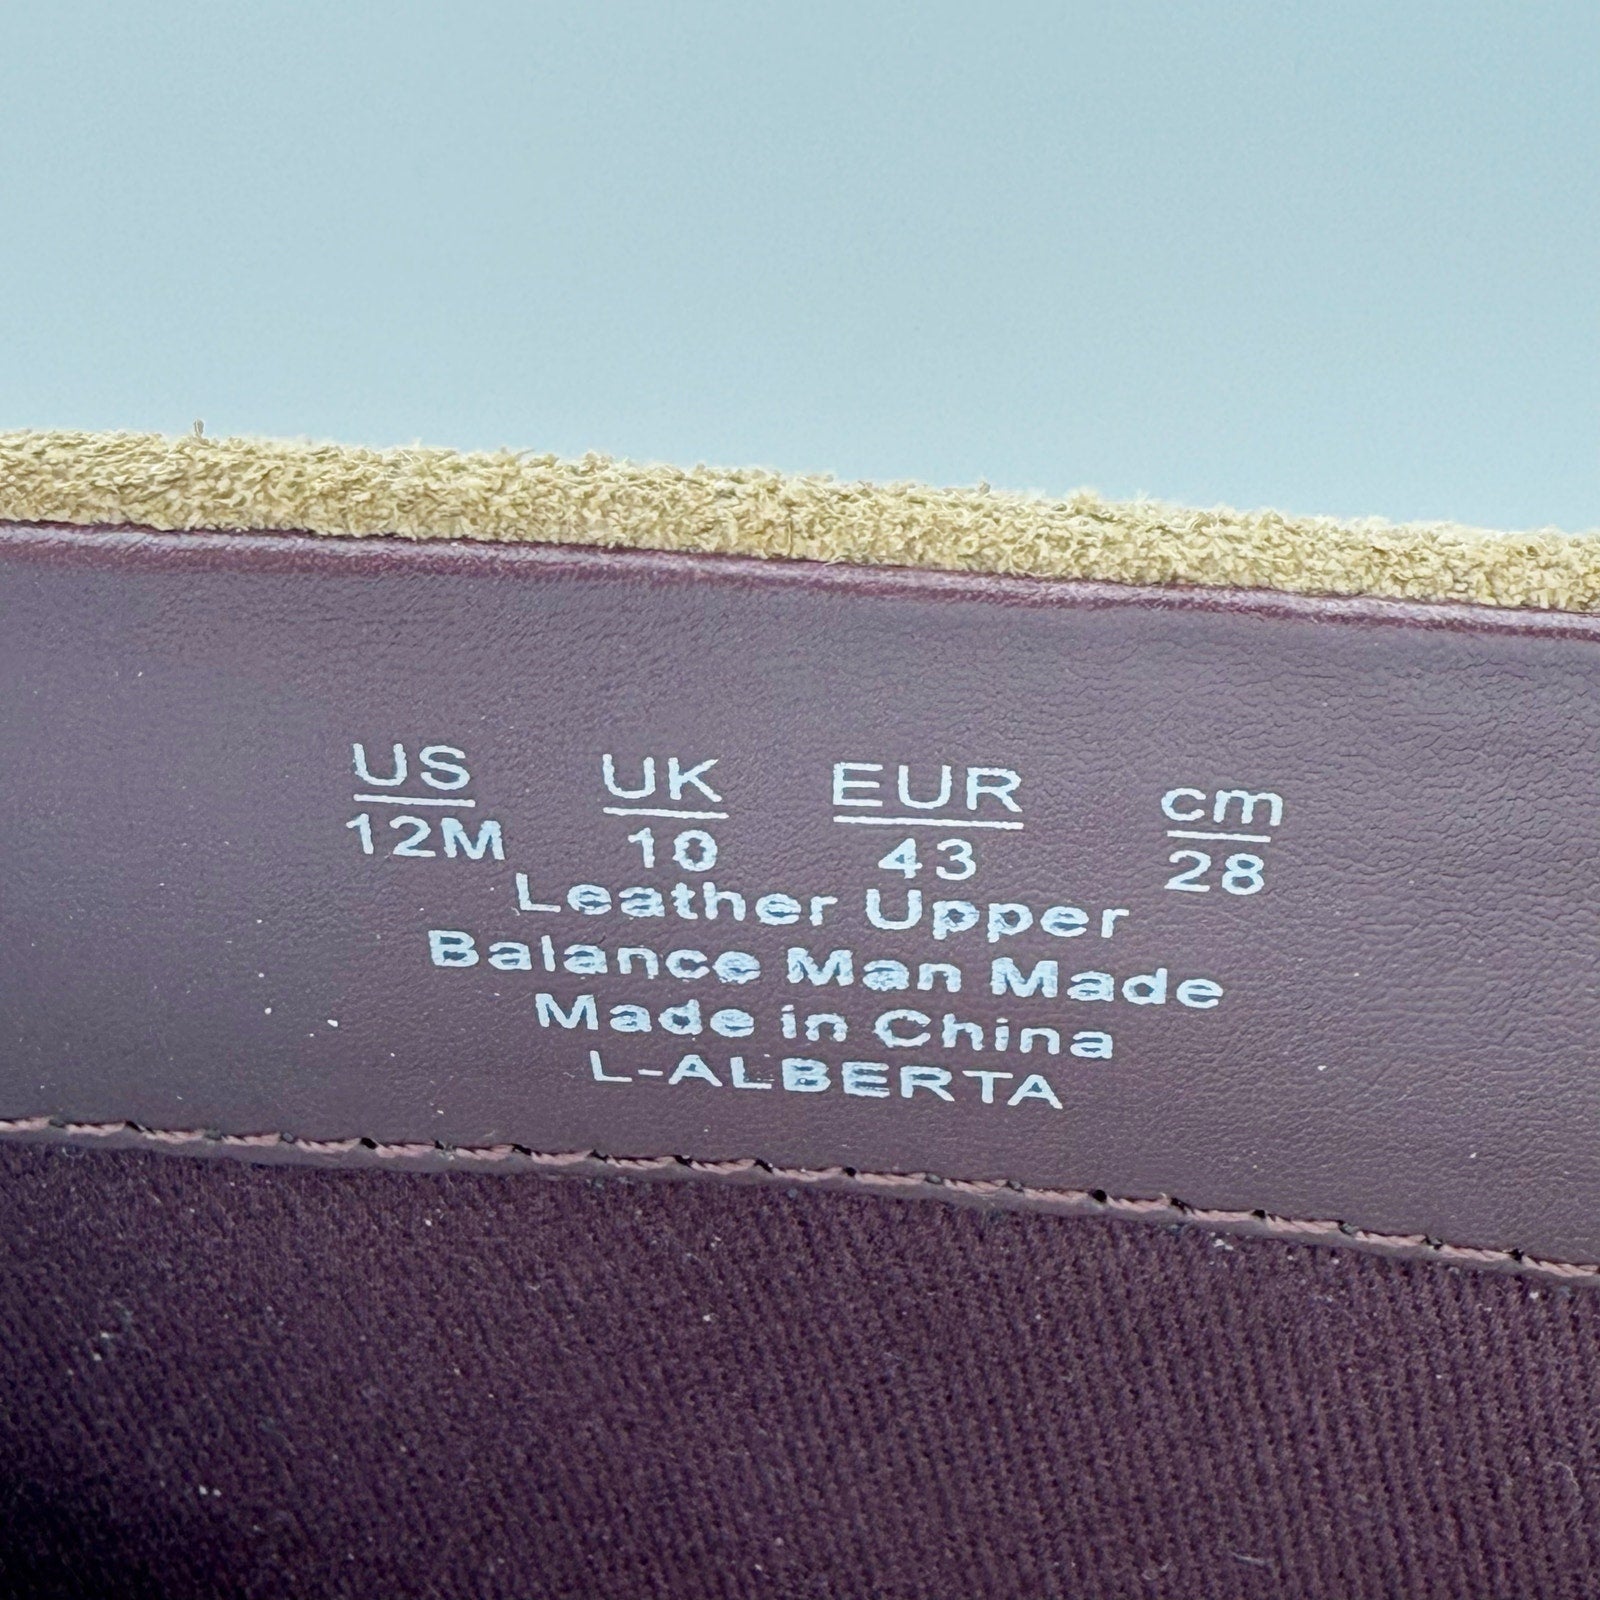 US UK EUR cm
12M 10 43 28
Leather Upper
Balance Man Made
Made in China
L-ALBERTA